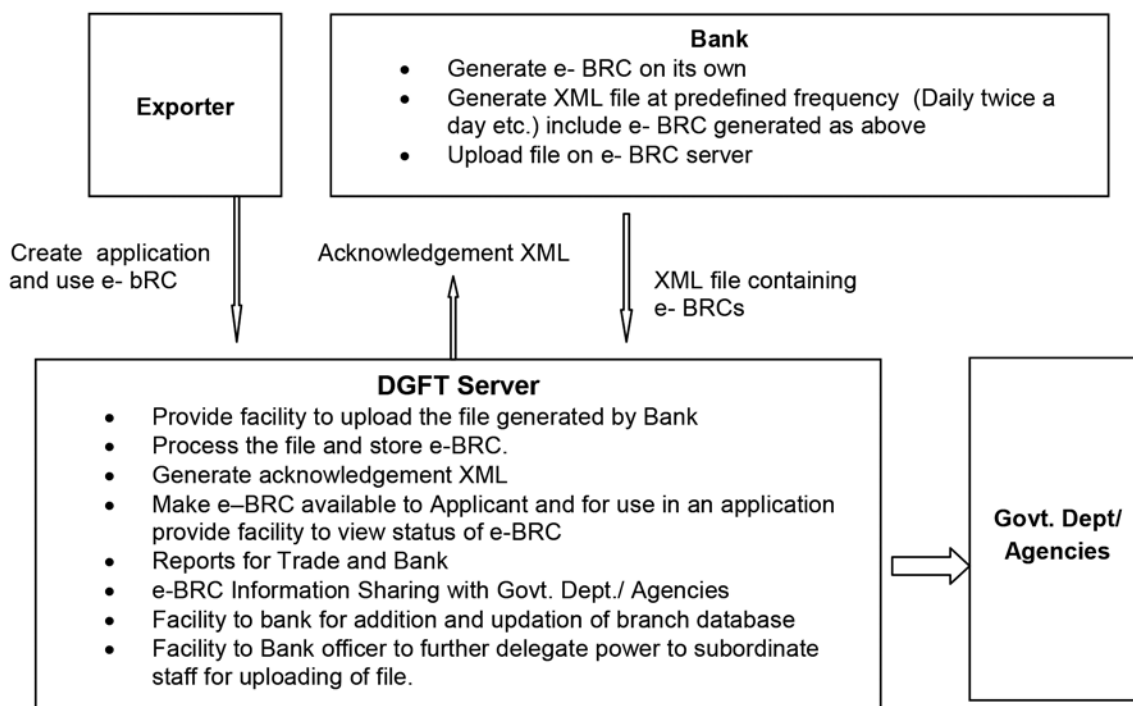 Exporter
Bank
• Generate e- BRC on its own
• Generate XML file at predefined frequency (Daily twice a
day etc.) include e- BRC generated as above
• Upload file on e- BRC server
Create application
and use e- bRC
Acknowledgement XML
XML file containing
e- BRCs
DGFT Server
• Provide facility to upload the file generated by Bank
• Process the file and store e-BRC.
• Generate acknowledgement XML
• Make e–BRC available to Applicant and for use in an application
provide facility to view status of e-BRC
• Reports for Trade and Bank
• e-BRC Information Sharing with Govt. Dept./ Agencies
• Facility to bank for addition and updation of branch database
• Facility to Bank officer to further delegate power to subordinate
staff for uploading of file.
Govt. Dept/
Agencies